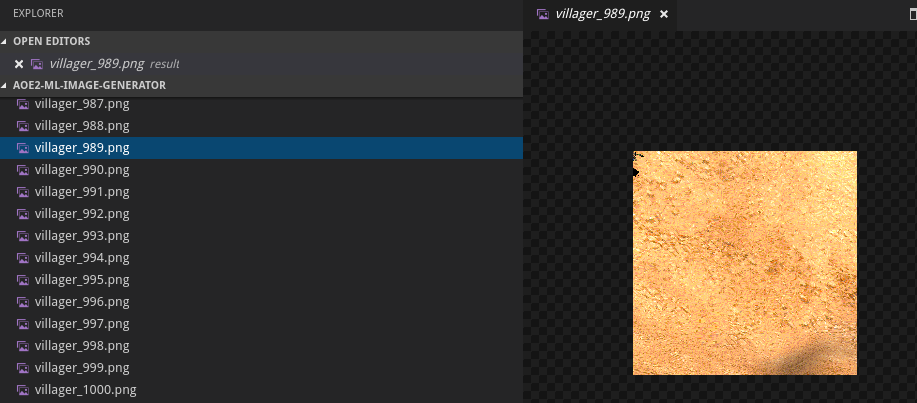 EXPLORER
OPEN EDITORS
villager_989.png result
AOE2-ML-IMAGE-GENERATOR
villager_987.png
villager_988.png
villager_989.png
villager_990.png
villager_991.png
villager_992.png
villager_993.png
villager_994.png
villager_995.png
villager_996.png
villager_997.png
villager_998.png
villager_999.png
villager_1000.png
villager_989.png